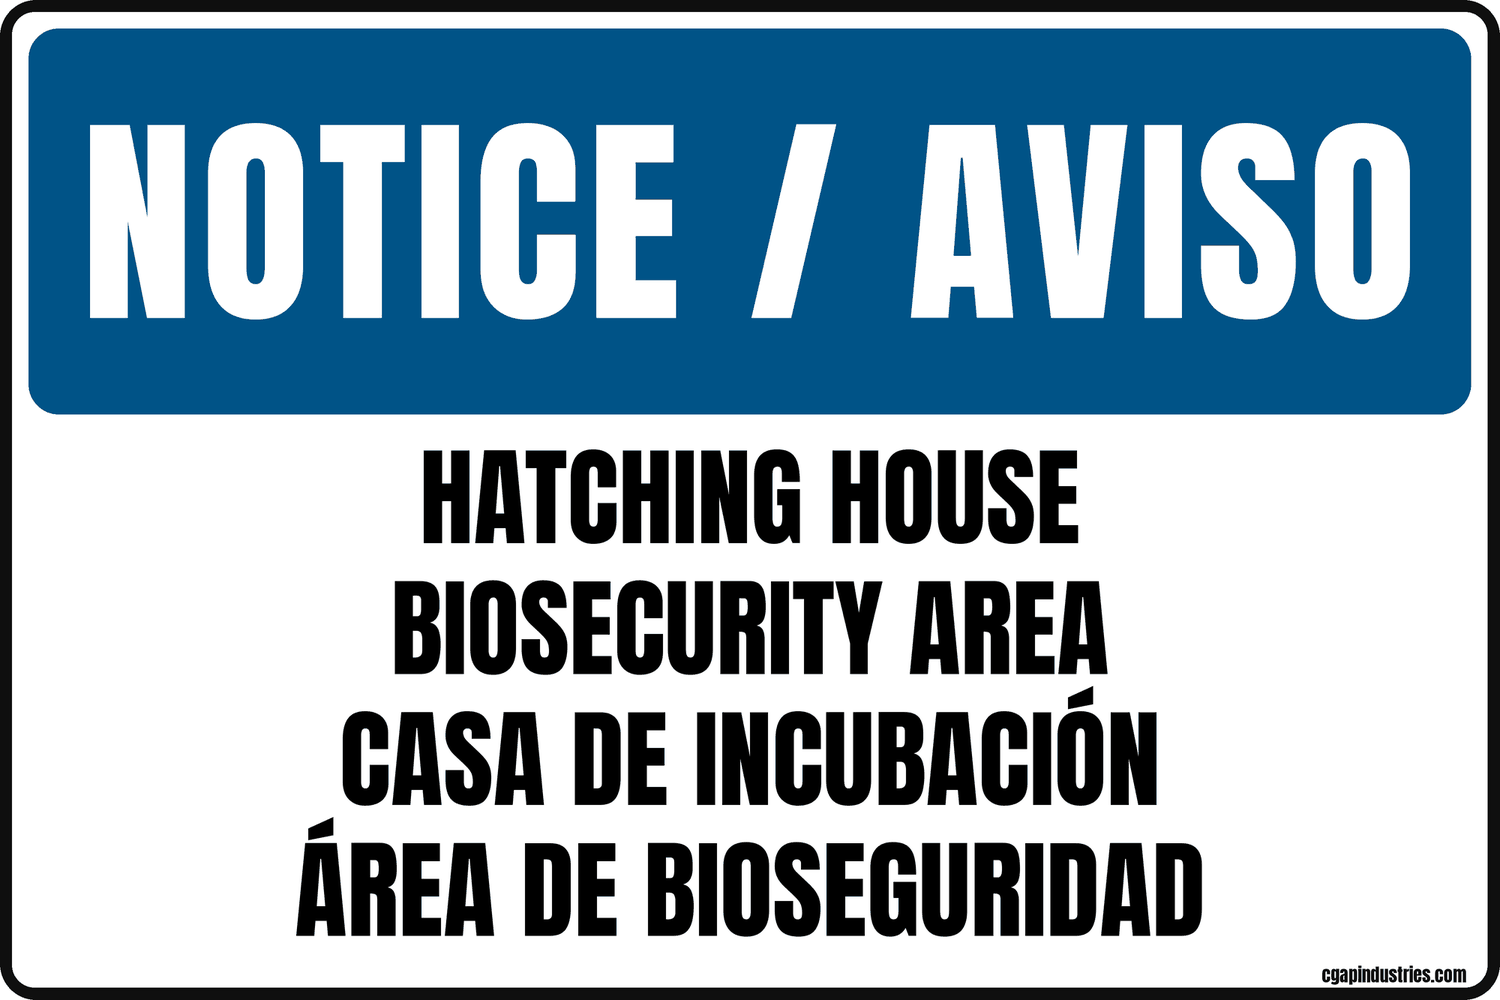 NOTICE / AVISO
HATCHING HOUSE
BIOSECURITY AREA
CASA DE INCUBACIÓN
ÁREA DE BIOSEGURIDAD
cgapindustries.com